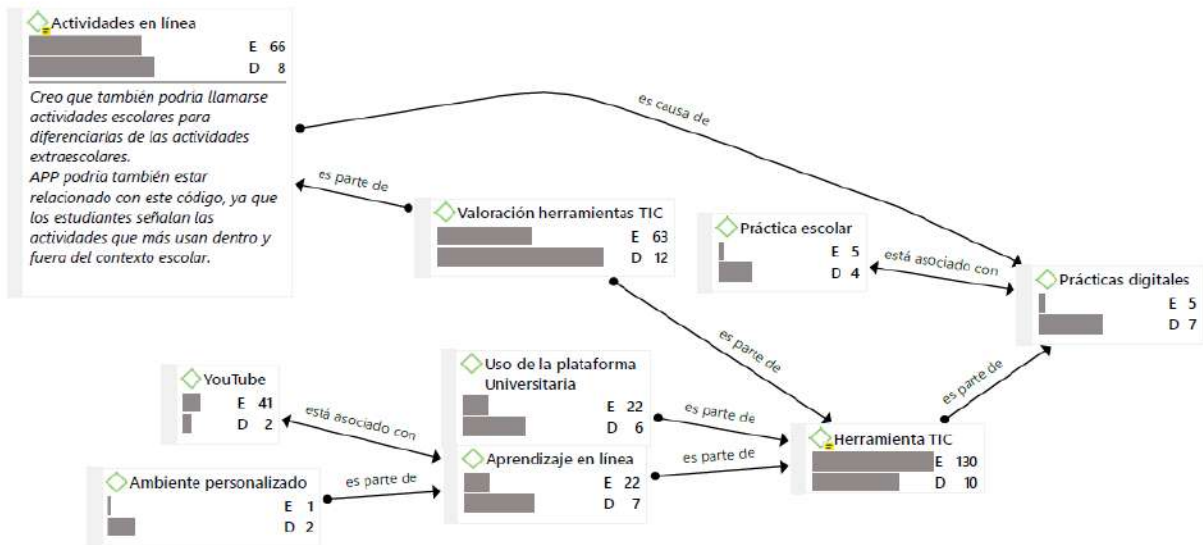 Actividades en línea
E 66
D 8
Creo que también podría llamarse
actividades escolares para
diferenciarlas de las actividades
extraescolares.
APP podría también estar
relacionado con este código, ya que
los estudiantes señalan las
actividades que más usan dentro y
fuera del contexto escolar.
es causa de
es parte de
Valoración herramientas TIC
E 63
D 12
Práctica escolar
E 5
D 4
está asociado con
Prácticas digitales
E 5
D 7
es parte de
es parte de
YouTube
E 41
D 2
está asociado con
Uso de la plataforma
Universitaria
E 22
D 6
es parte de
Herramienta TIC
E 130
D 10
Ambiente personalizado
E 1
D 2
es parte de
Aprendizaje en línea
E 22
D 7
es parte de